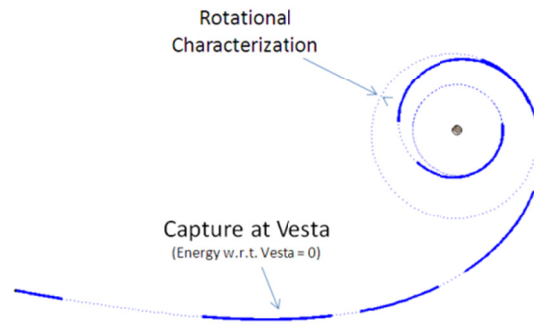 Rotational
Characterization
Capture at Vesta
(Energy w.r.t. Vesta = 0)